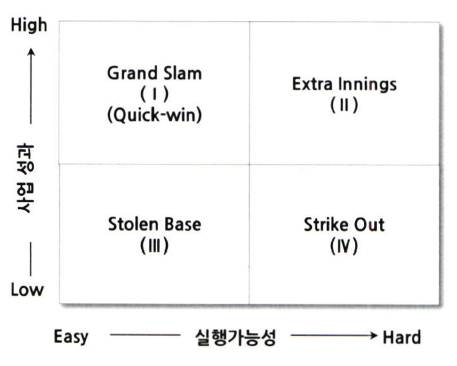 High
Grand Slam
( I )
(Quick-win)
Extra Innings
( II )
사업 성과
Stolen Base
(III)
Strike Out
(IV)
Low
Easy 실행가능성 Hard